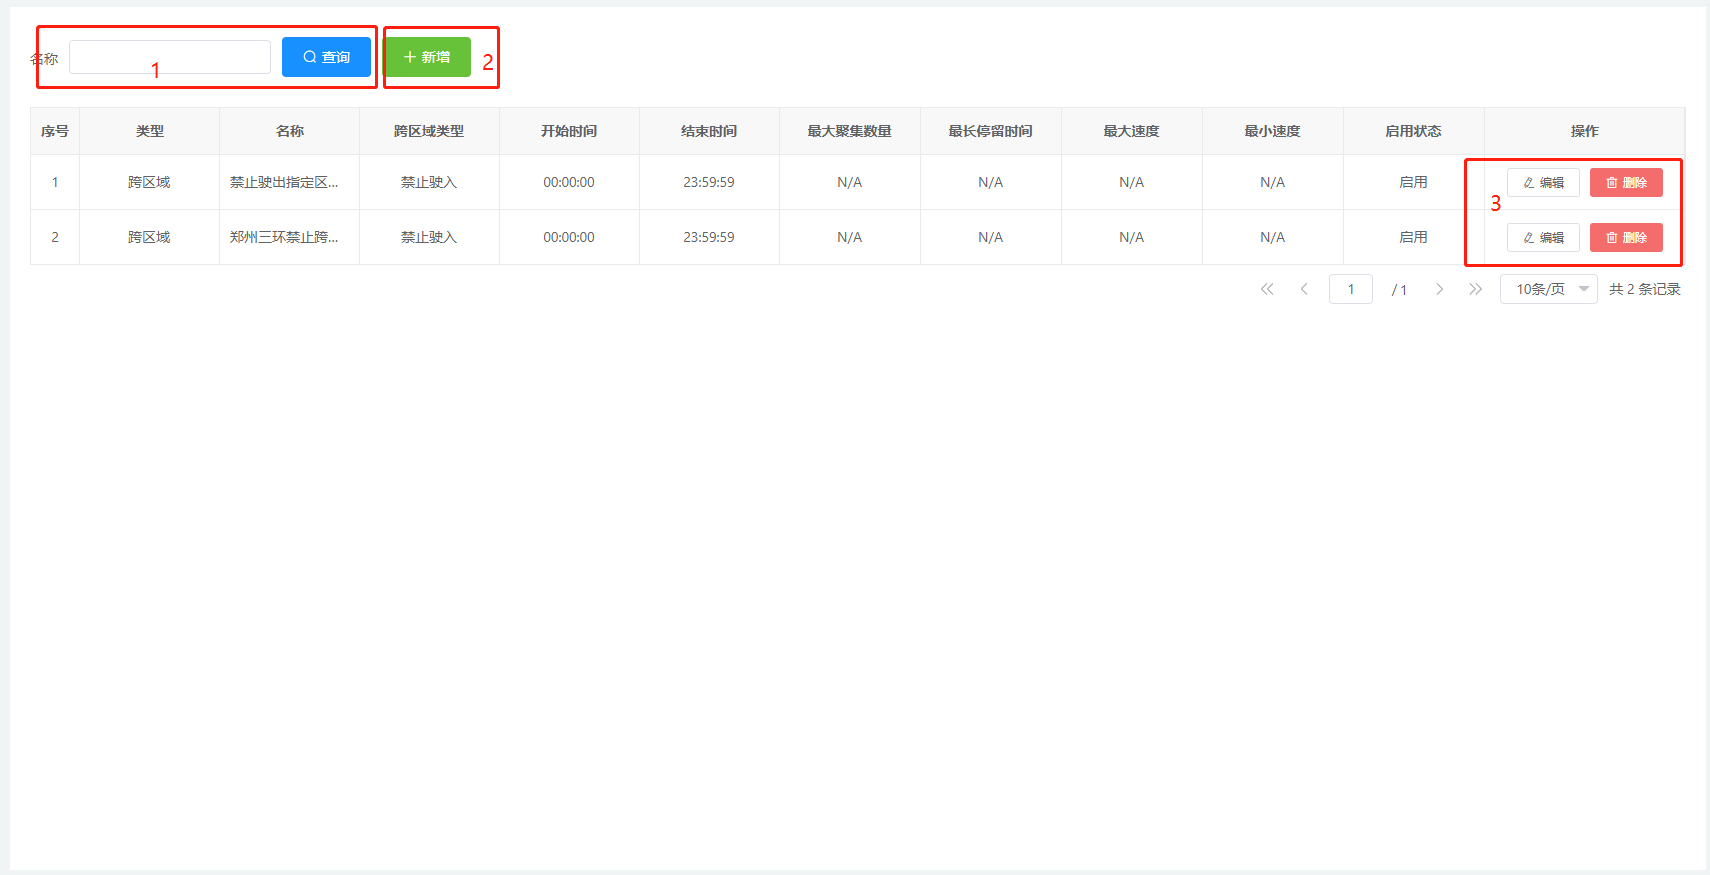 名称 1 查询 新增 2
序号 类型 名称 跨区域类型 开始时间 结束时间 最大聚集数量 最长停留时间 最大速度 最小速度 启用状态 操作
1 跨区域 禁止驶出指定区... 禁止驶入 00:00:00 23:59:59 N/A N/A N/A N/A 启用 编辑 删除
3
2 跨区域 郑州三环禁止跨... 禁止驶入 00:00:00 23:59:59 N/A N/A N/A N/A 启用 编辑 删除
1 / 1 10条/页 共 2 条记录